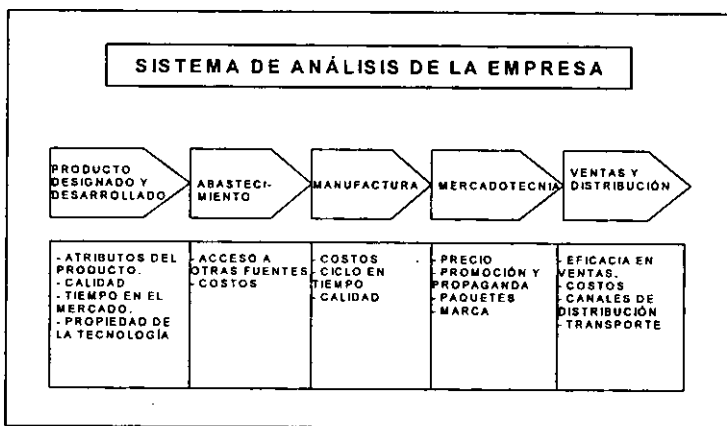 SISTEMA DE ANÁLISIS DE LA EMPRESA
PRODUCTO
DESIGNADO Y
DESARROLLADO
ABASTECI-
MIENTO
MANUFACTURA
MERCADOTECNIA
VENTAS Y
DISTRIBUCIÓN
- ATRIBUTOS DEL
PRODUCTO.
- CALIDAD
- TIEMPO EN EL
MERCADO.
- PROPIEDAD DE
LA TECNOLOGÍA
- ACCESO A
OTRAS FUENTES
- COSTOS
- COSTOS
- CICLO EN
TIEMPO
- CALIDAD
- PRECIO
- PROMOCIÓN Y
PROPAGANDA
- PAQUETES
- MARCA
- EFICACIA EN
VENTAS.
- COSTOS
- CANALES DE
DISTRIBUCIÓN
- TRANSPORTE